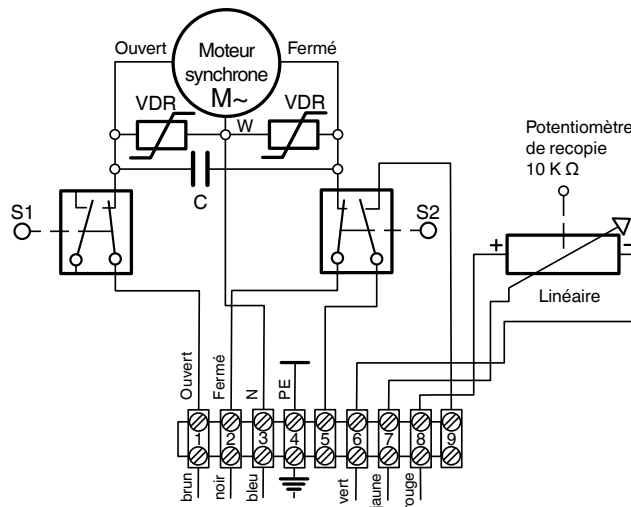 Ouvert
Moteur
synchrone
M~
Fermé
VDR
VDR
W
C
S1
S2
Potentiomètre
de recopie
10 K Ω
+
−
Linéaire
Ouvert
Fermé
N
PE
1
2
3
4
5
6
7
8
9
brun
noir
bleu
vert
jaune
rouge